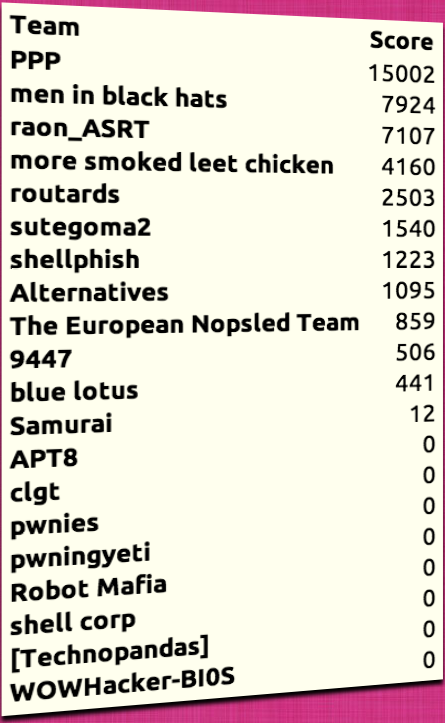 Team Score
PPP 15002
men in black hats 7924
raon_ASRT 7107
more smoked leet chicken 4160
routards 2503
sutegoma2 1540
shellphish 1223
Alternatives 1095
The European Nopsled Team 859
9447 506
blue lotus 441
Samurai 12
APT8 0
clgt 0
pwnies 0
pwningyeti 0
Robot Mafia 0
shell corp 0
[Technopandas] 0
WOWHacker-BI0S 0